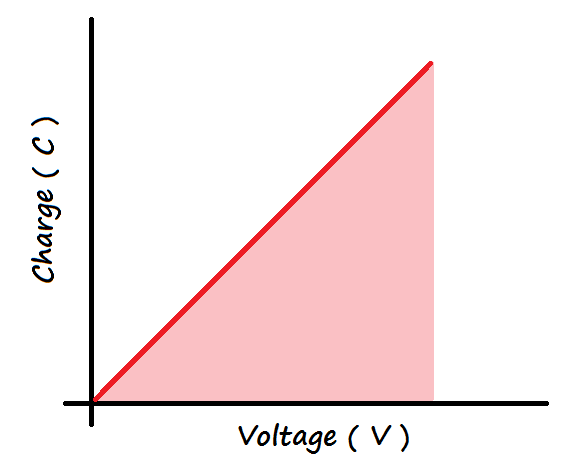 Charge ( C )
Voltage ( V )